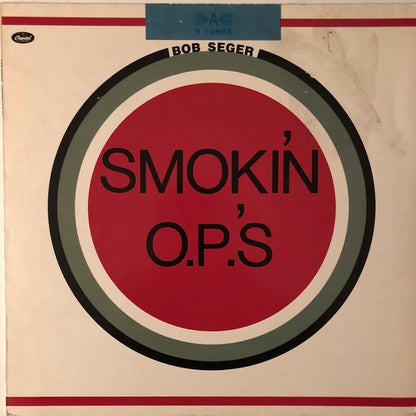 Capitol
A
9 TUNES
BOB SEGER
SMOKIN'
O.P.'S